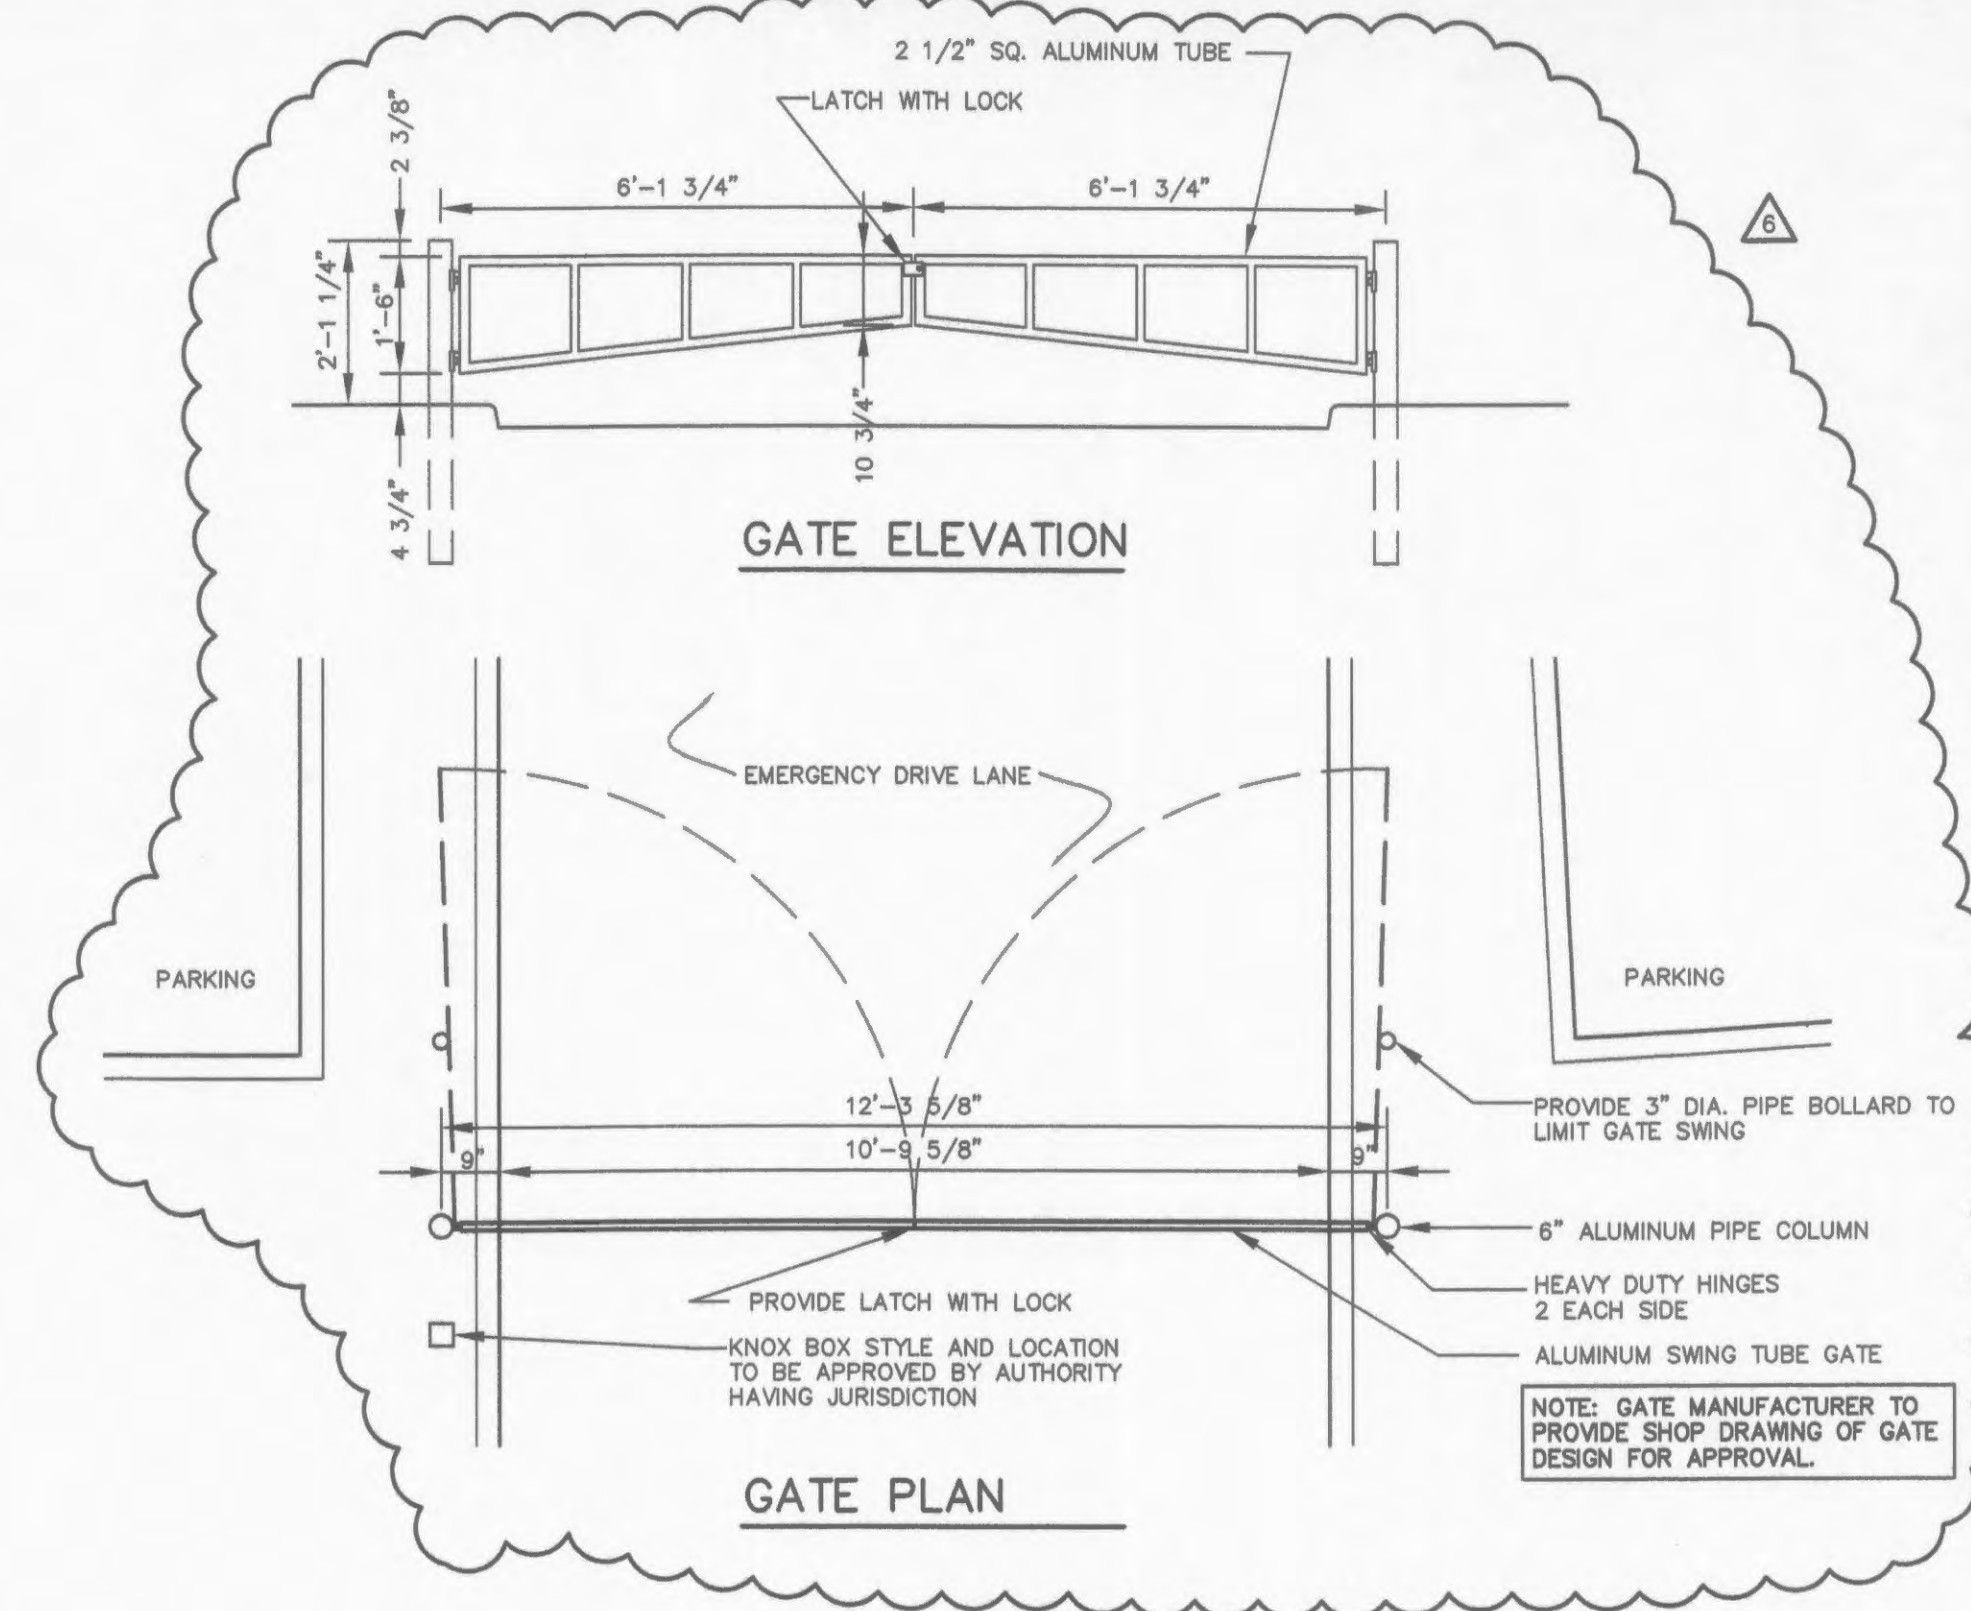 2 1/2" SQ. ALUMINUM TUBE
LATCH WITH LOCK
2 3/8"
6'-1 3/4"
6'-1 3/4"
6
2'-1 1/4"
1'-6"
10 3/4"
4 3/4"
GATE ELEVATION
EMERGENCY DRIVE LANE
PARKING
PARKING
12'-3 5/8"
PROVIDE 3" DIA. PIPE BOLLARD TO
LIMIT GATE SWING
9"
10'-9 5/8"
9"
6" ALUMINUM PIPE COLUMN
HEAVY DUTY HINGES
2 EACH SIDE
PROVIDE LATCH WITH LOCK
KNOX BOX STYLE AND LOCATION
TO BE APPROVED BY AUTHORITY
HAVING JURISDICTION
ALUMINUM SWING TUBE GATE
NOTE: GATE MANUFACTURER TO
PROVIDE SHOP DRAWING OF GATE
DESIGN FOR APPROVAL.
GATE PLAN